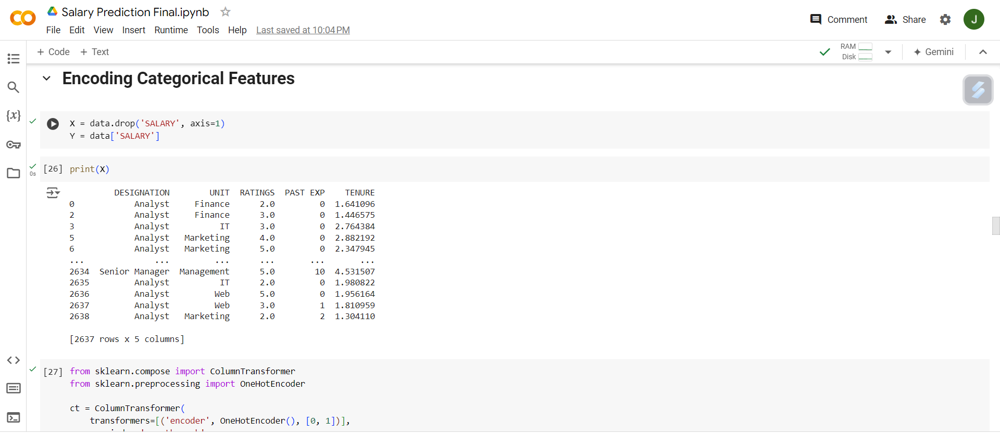 Salary Prediction Final.ipynb
File Edit View Insert Runtime Tools Help Last saved at 10:04 PM
Comment Share J
+ Code + Text
RAM
Disk
Gemini
Encoding Categorical Features
X = data.drop('SALARY', axis=1)
Y = data['SALARY']
[26] print(X)
0s
DESIGNATION UNIT RATINGS PAST EXP TENURE
0 Analyst Finance 2.0 0 1.641096
2 Analyst Finance 3.0 0 1.446575
3 Analyst IT 3.0 0 2.764384
5 Analyst Marketing 4.0 0 2.882192
6 Analyst Marketing 5.0 0 2.347945
... ... ... ... ... ...
2634 Senior Manager Management 5.0 10 4.531507
2635 Analyst IT 2.0 0 1.980822
2636 Analyst Web 5.0 0 1.956164
2637 Analyst Web 3.0 1 1.810959
2638 Analyst Marketing 2.0 2 1.304110
[2637 rows x 5 columns]
[27] from sklearn.compose import ColumnTransformer
from sklearn.preprocessing import OneHotEncoder
ct = ColumnTransformer(
transformers=[('encoder', OneHotEncoder(), [0, 1])],